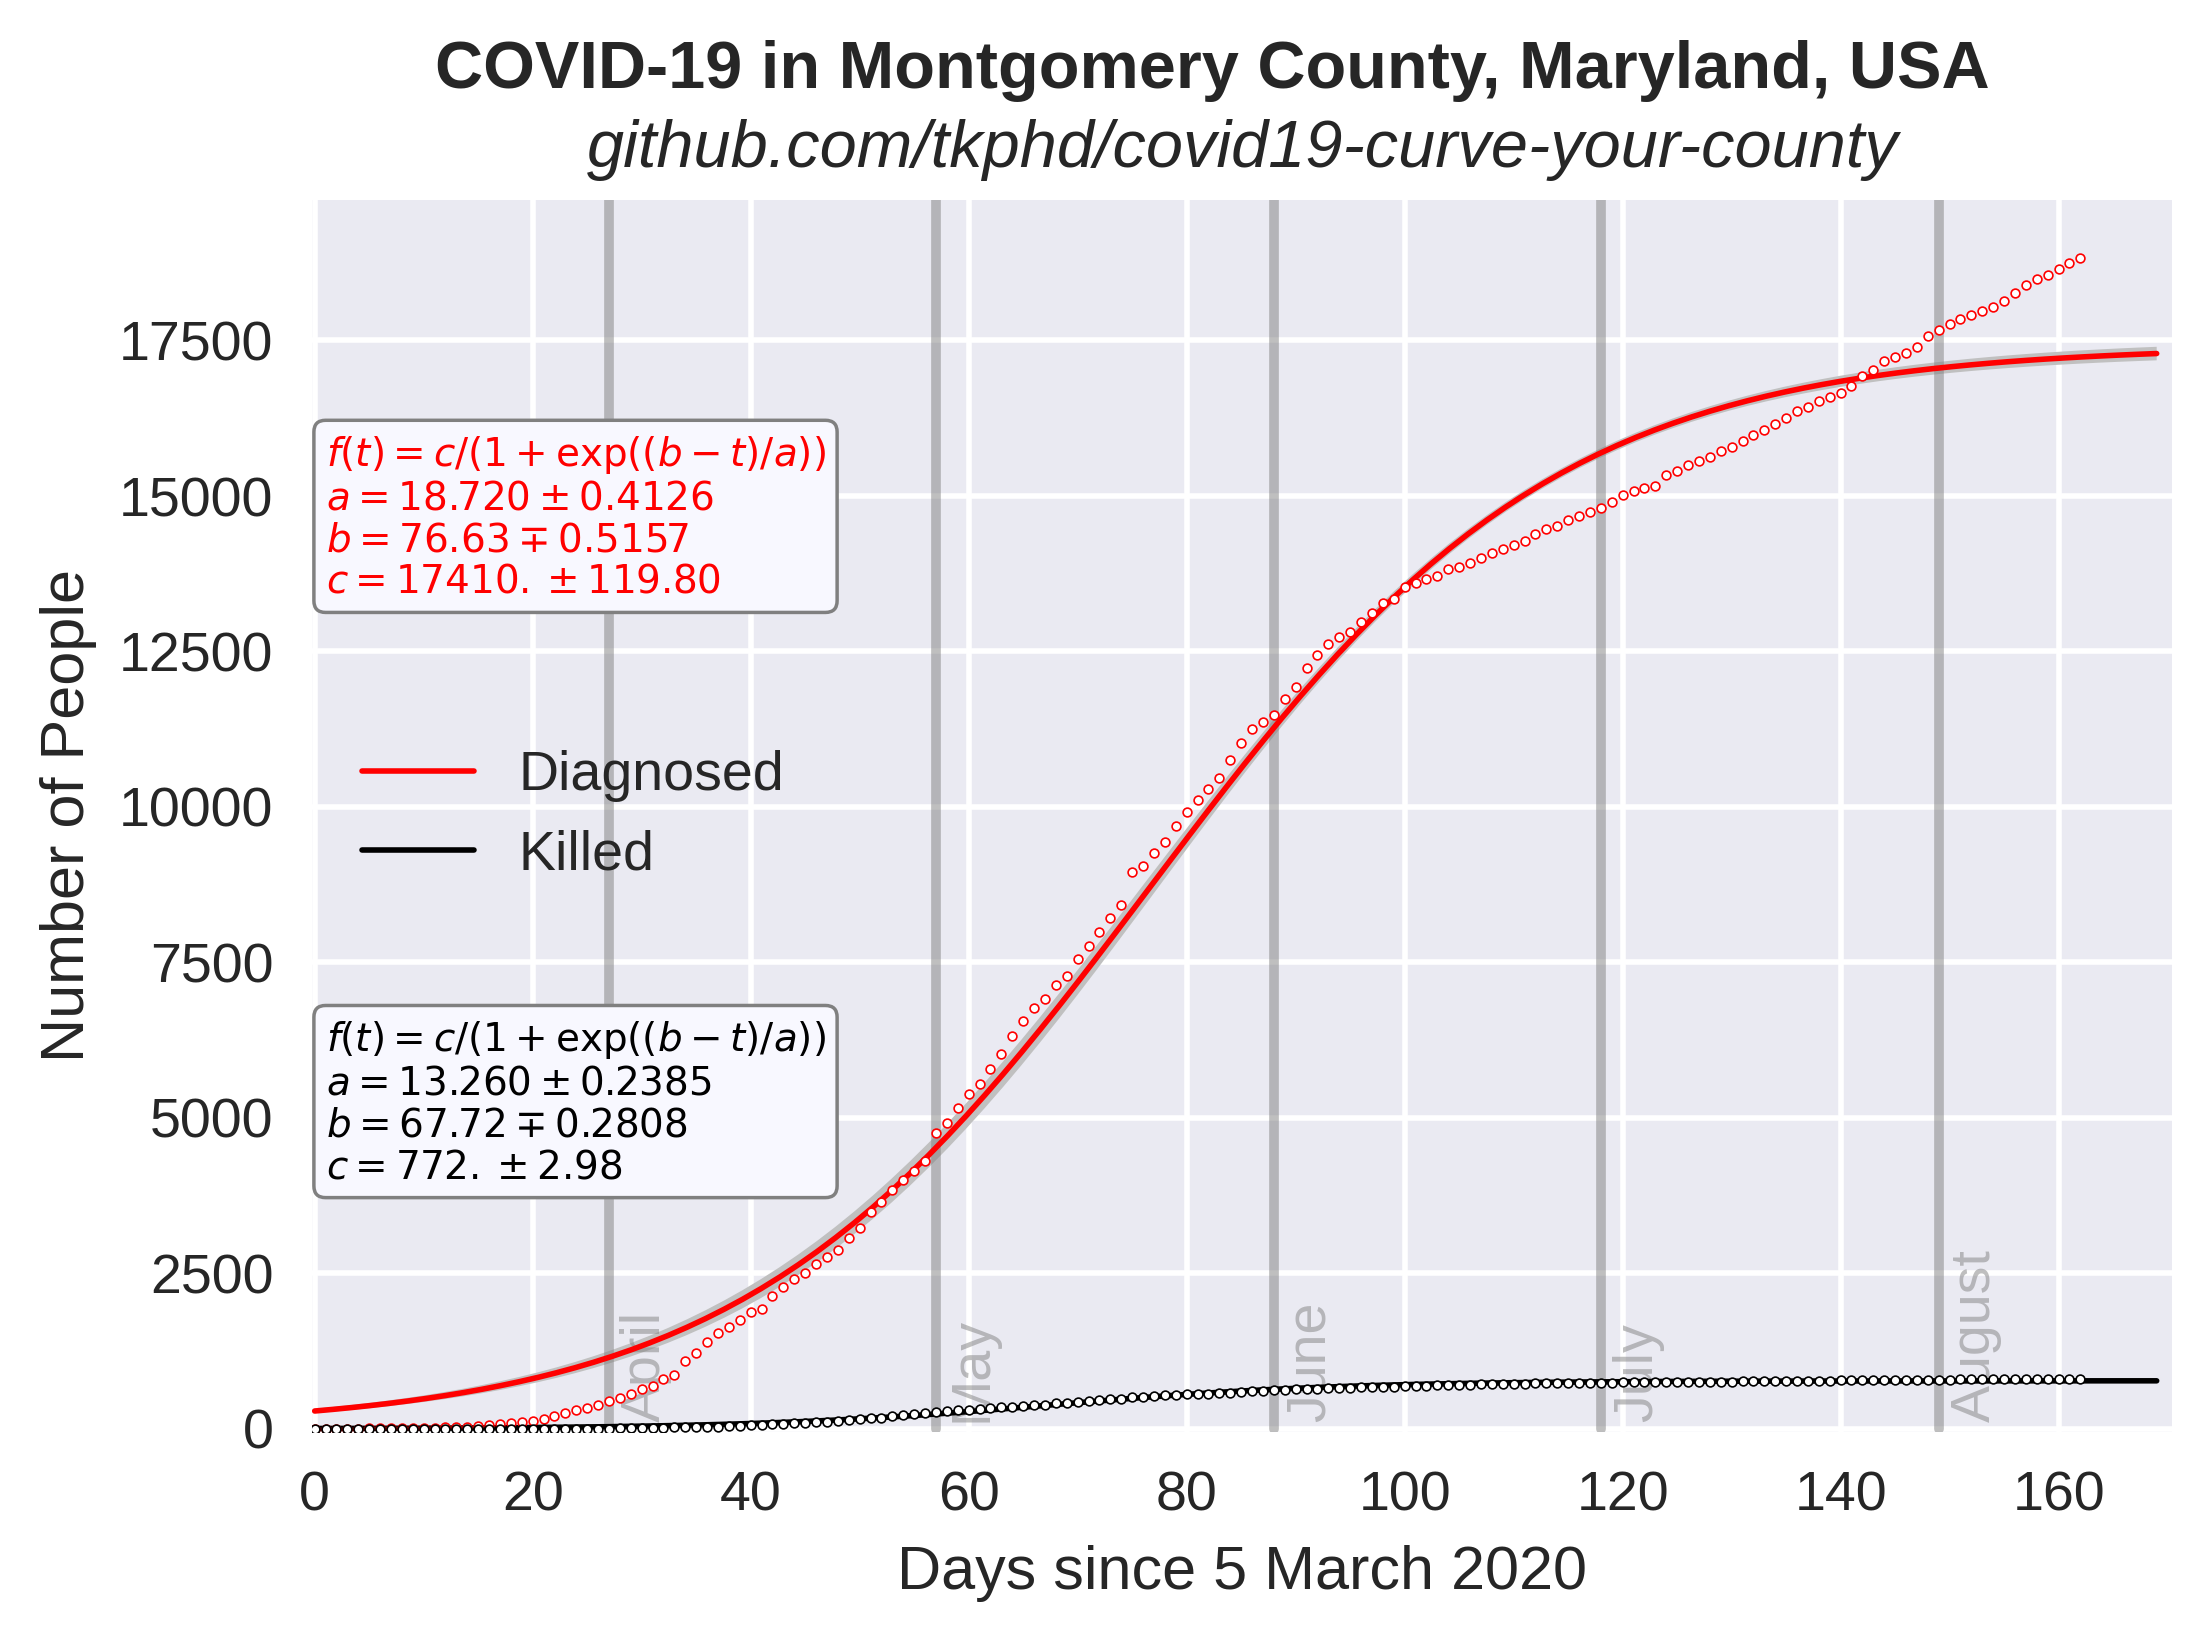 COVID-19 in Montgomery County, Maryland, USA
github.com/tkphd/covid19-curve-your-county
Number of People
17500
15000
12500
10000
7500
5000
2500
0
f(t) = c/(1 + exp((b − t)/a))
a = 18.720 ± 0.4126
b = 76.63 ∓ 0.5157
c = 17410. ± 119.80
Diagnosed
Killed
f(t) = c/(1 + exp((b − t)/a))
a = 13.260 ± 0.2385
b = 67.72 ∓ 0.2808
c = 772. ± 2.98
April
May
June
July
August
0 20 40 60 80 100 120 140 160
Days since 5 March 2020